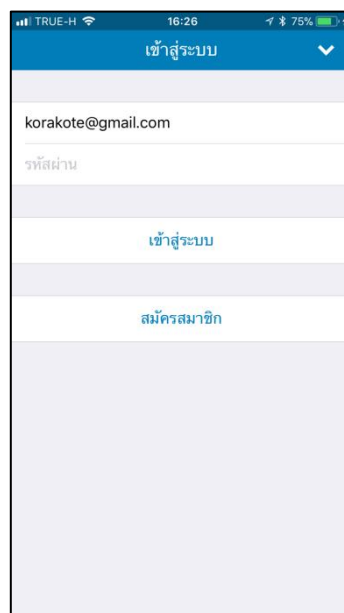 TRUE-H 16:26 75%
เข้าสู่ระบบ
korakote@gmail.com
รหัสผ่าน
เข้าสู่ระบบ
สมัครสมาชิก